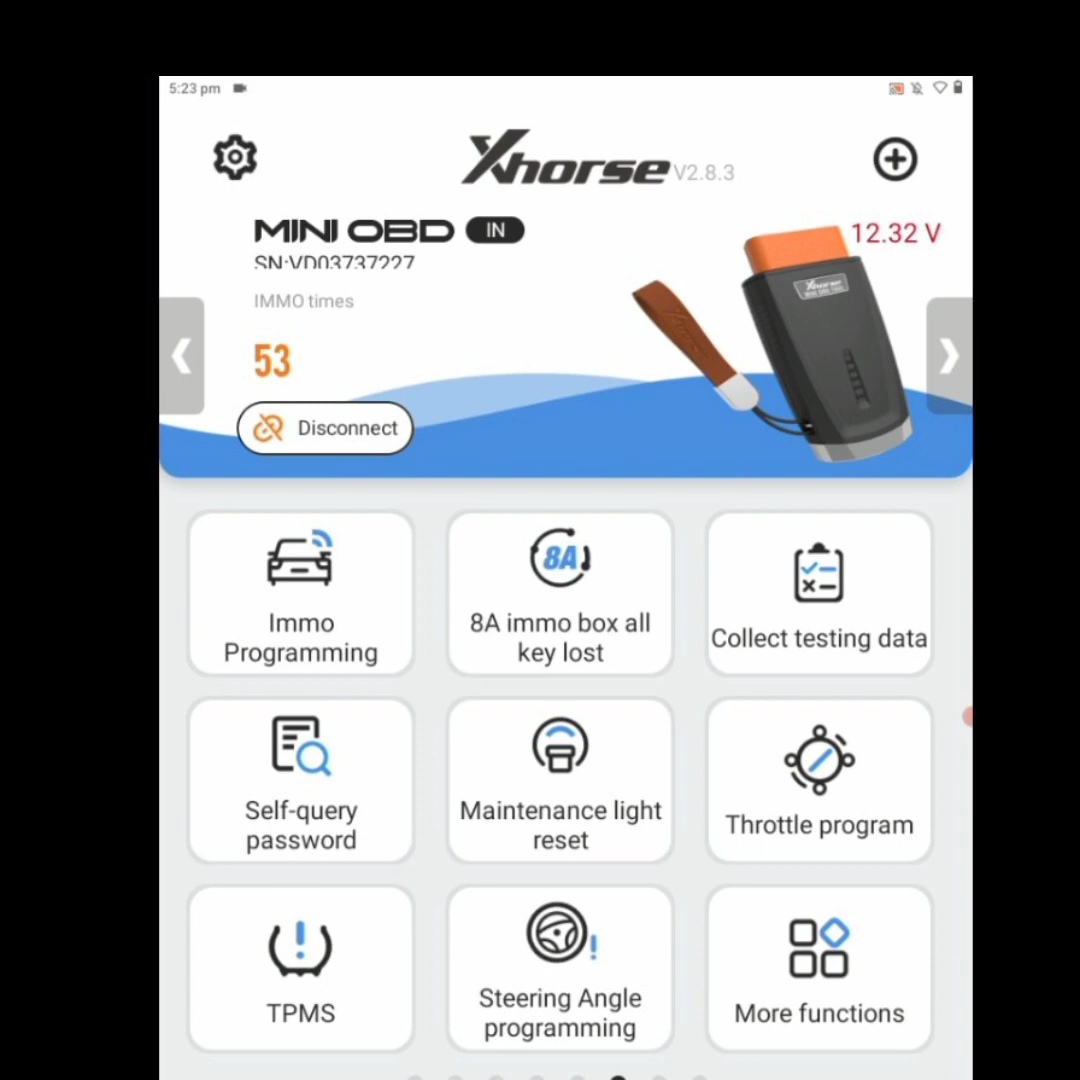 5:23 pm
Xhorse V2.8.3
MINI OBD IN
12.32 V
SN:VD03737227
IMMO times
53
Disconnect
Immo
Programming
8A
8A immo box all
key lost
Collect testing data
Self-query
password
Maintenance light
reset
Throttle program
TPMS
Steering Angle
programming
More functions